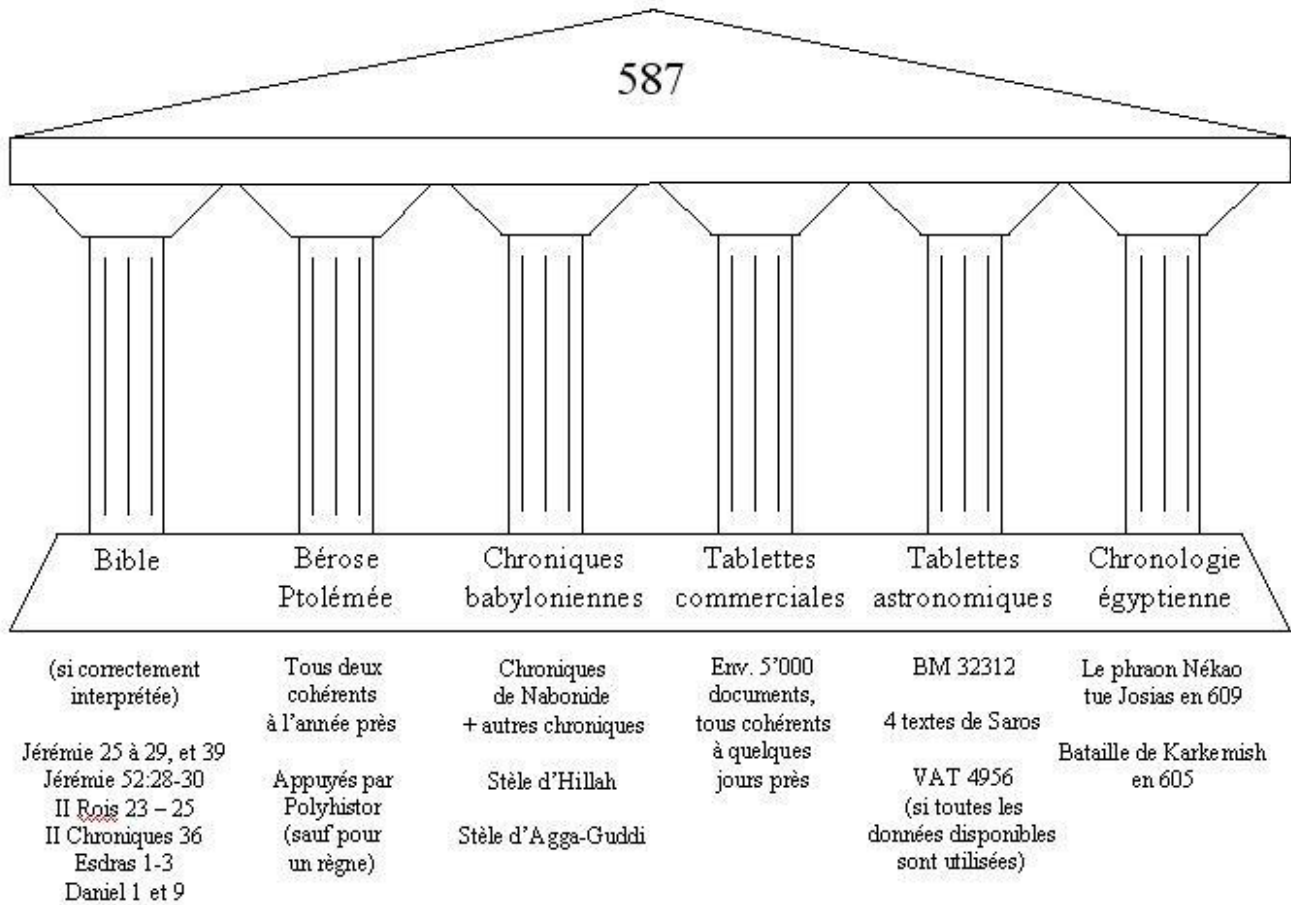 587
Bible
Bérose
Ptolémée
Chroniques
babyloniennes
Tablettes
commerciales
Tablettes
astronomiques
Chronologie
égyptienne
(si correctement
interprétée)
Jérémie 25 à 29, et 39
Jérémie 52:28-30
II Rois 23 – 25
II Chroniques 36
Esdras 1-3
Daniel 1 et 9
Tous deux
cohérents
à l'année près
Appuyés par
Polyhistor
(sauf pour
un règne)
Chroniques
de Nabonide
+ autres chroniques
Stèle d'Hillah
Stèle d'Agga-Guddi
Env. 5'000
documents,
tous cohérents
à quelques
jours près
BM 32312
4 textes de Saros
VAT 4956
(si toutes les
données disponibles
sont utilisées)
Le phraon Nékao
tue Josias en 609
Bataille de Karkemish
en 605